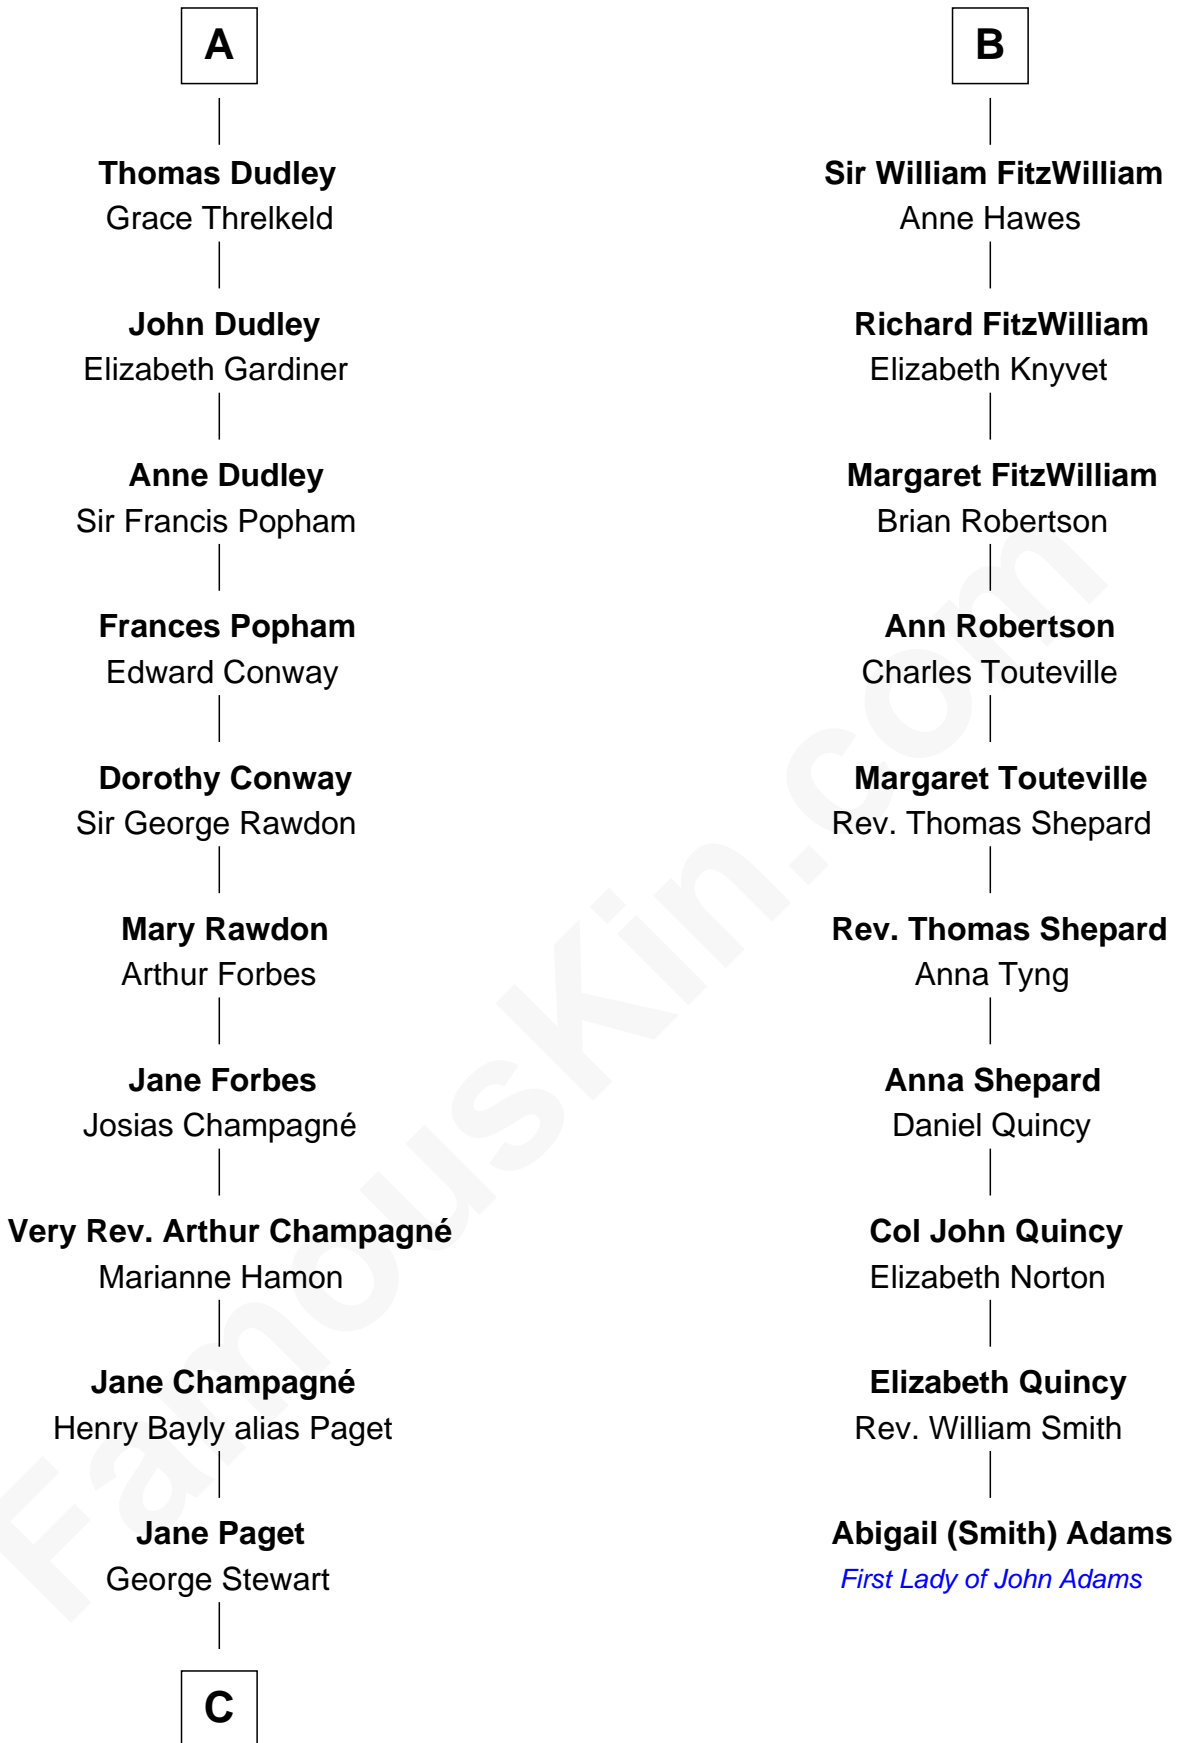 A
Thomas Dudley
Grace Threlkeld
John Dudley
Elizabeth Gardiner
Anne Dudley
Sir Francis Popham
Frances Popham
Edward Conway
Dorothy Conway
Sir George Rawdon
Mary Rawdon
Arthur Forbes
Jane Forbes
Josias Champagné
Very Rev. Arthur Champagné
Marianne Hamon
Jane Champagné
Henry Bayly alias Paget
Jane Paget
George Stewart
C
B
Sir William FitzWilliam
Anne Hawes
Richard FitzWilliam
Elizabeth Knyvet
Margaret FitzWilliam
Brian Robertson
Ann Robertson
Charles Touteville
Margaret Touteville
Rev. Thomas Shepard
Rev. Thomas Shepard
Anna Tyng
Anna Shepard
Daniel Quincy
Col John Quincy
Elizabeth Norton
Elizabeth Quincy
Rev. William Smith
Abigail (Smith) Adams
First Lady of John Adams
FamousKin.com